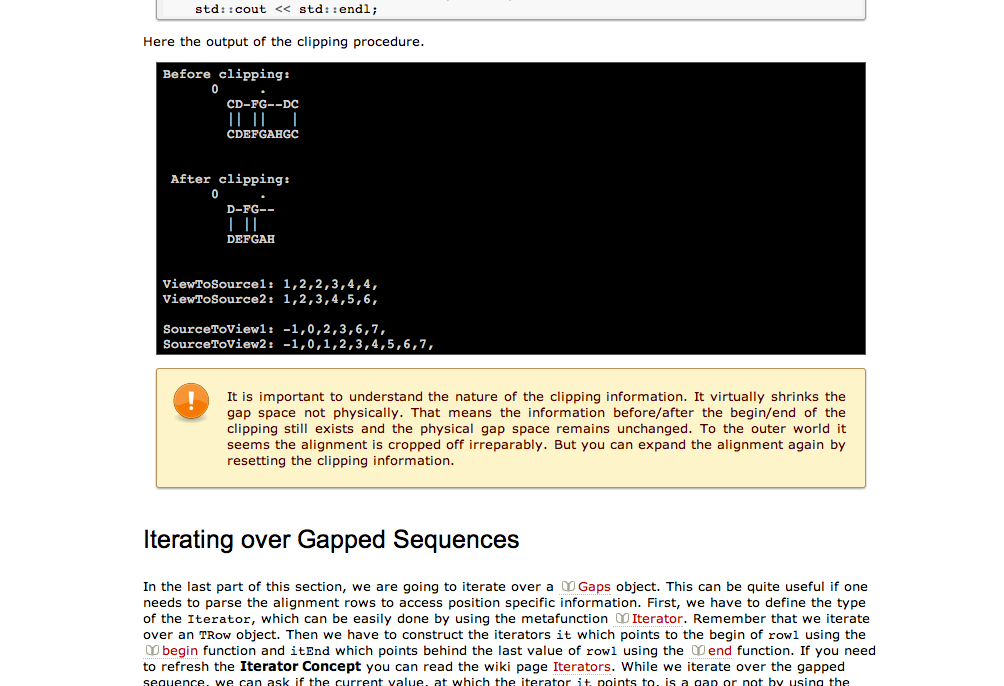 std::cout << std::endl;
Here the output of the clipping procedure.
Before clipping:
0     .
CD-FG--DC
|| ||   |
CDEFGAHGC
After clipping:
0     .
D-FG--
| ||
DEFGAH
ViewToSource1: 1,2,2,3,4,4,
ViewToSource2: 1,2,3,4,5,6,
SourceToView1: -1,0,2,3,6,7,
SourceToView2: -1,0,1,2,3,4,5,6,7,
It is important to understand the nature of the clipping information. It virtually shrinks the
gap space not physically. That means the information before/after the begin/end of the
clipping still exists and the physical gap space remains unchanged. To the outer world it
seems the alignment is cropped off irreparably. But you can expand the alignment again by
resetting the clipping information.
Iterating over Gapped Sequences
In the last part of this section, we are going to iterate over a Gaps object. This can be quite useful if one
needs to parse the alignment rows to access position specific information. First, we have to define the type
of the Iterator, which can be easily done by using the metafunction Iterator. Remember that we iterate
over an TRow object. Then we have to construct the iterators it which points to the begin of row1 using the
begin function and itEnd which points behind the last value of row1 using the end function. If you need
to refresh the Iterator Concept you can read the wiki page Iterators. While we iterate over the gapped
sequence, we can ask if the current value, at which the iterator it points to, is a gap or not by using the